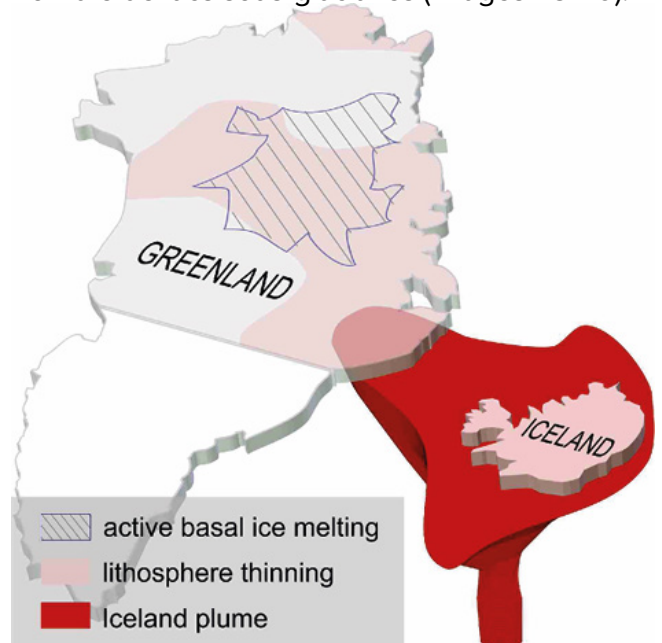 GREENLAND
ICELAND
active basal ice melting
lithosphere thinning
Iceland plume